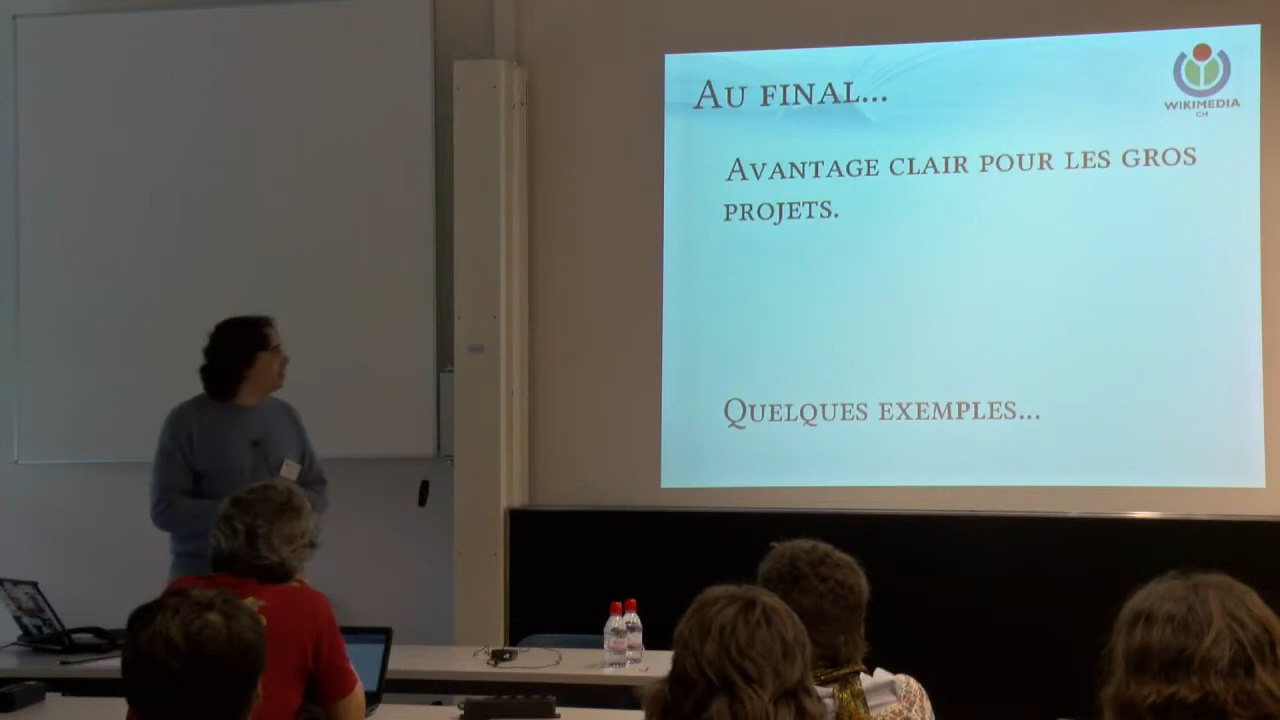 Au final...
WIKIMEDIA
CH
Avantage clair pour les gros
projets.
Quelques exemples...